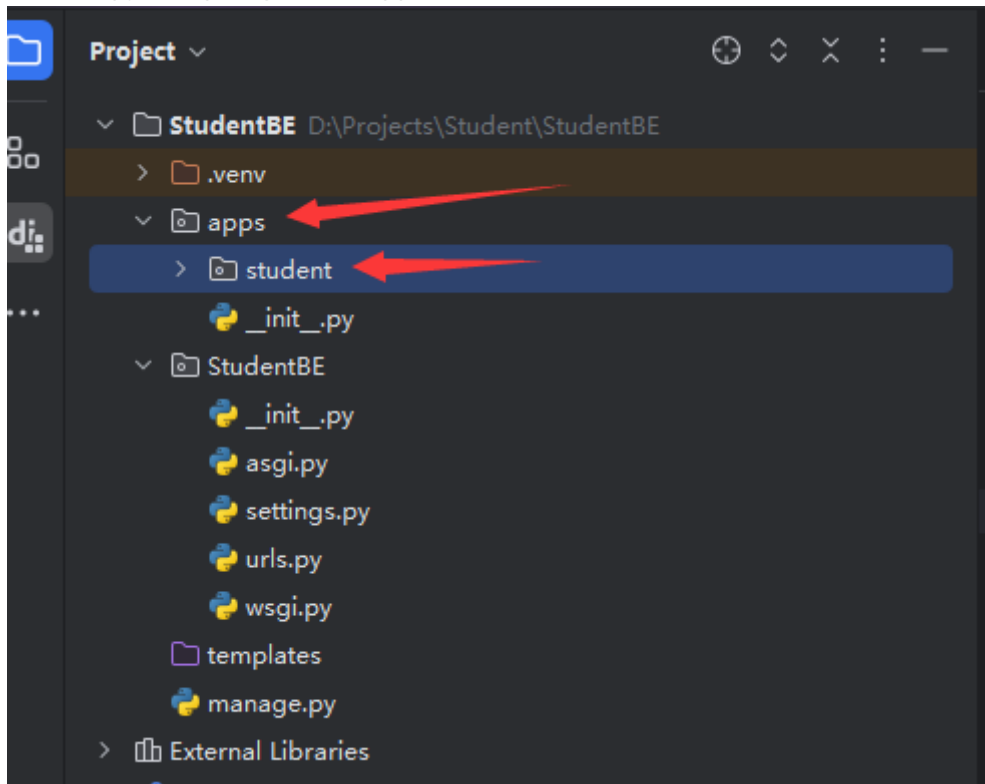 Project
StudentBE D:\Projects\Student\StudentBE
.venv
apps
dj
student
__init__.py
StudentBE
__init__.py
asgi.py
settings.py
urls.py
wsgi.py
templates
manage.py
External Libraries